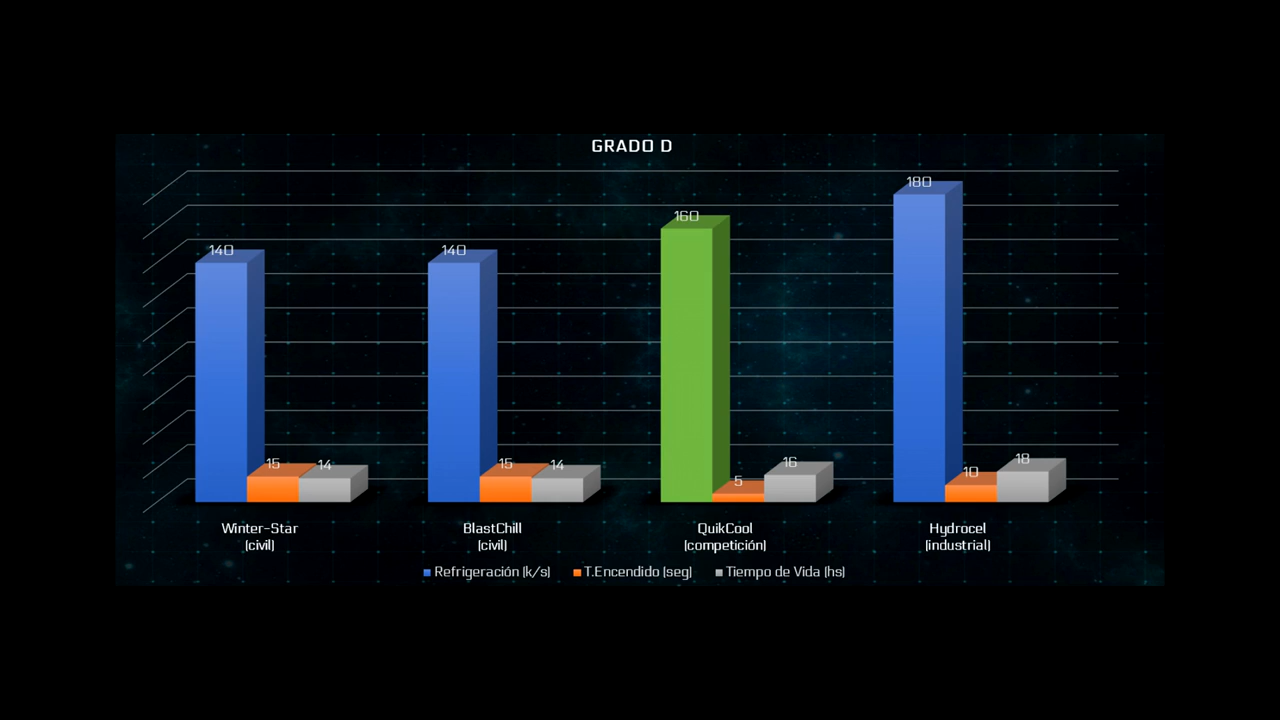 GRADO D
180
160
140
140
15
14
15
14
5
16
10
18
Winter-Star
(civil)
BlastChill
(civil)
QuikCool
(competición)
Hydrocel
(industrial)
Refrigeración (k/s)
T.Encendido (seg)
Tiempo de Vida (hs)